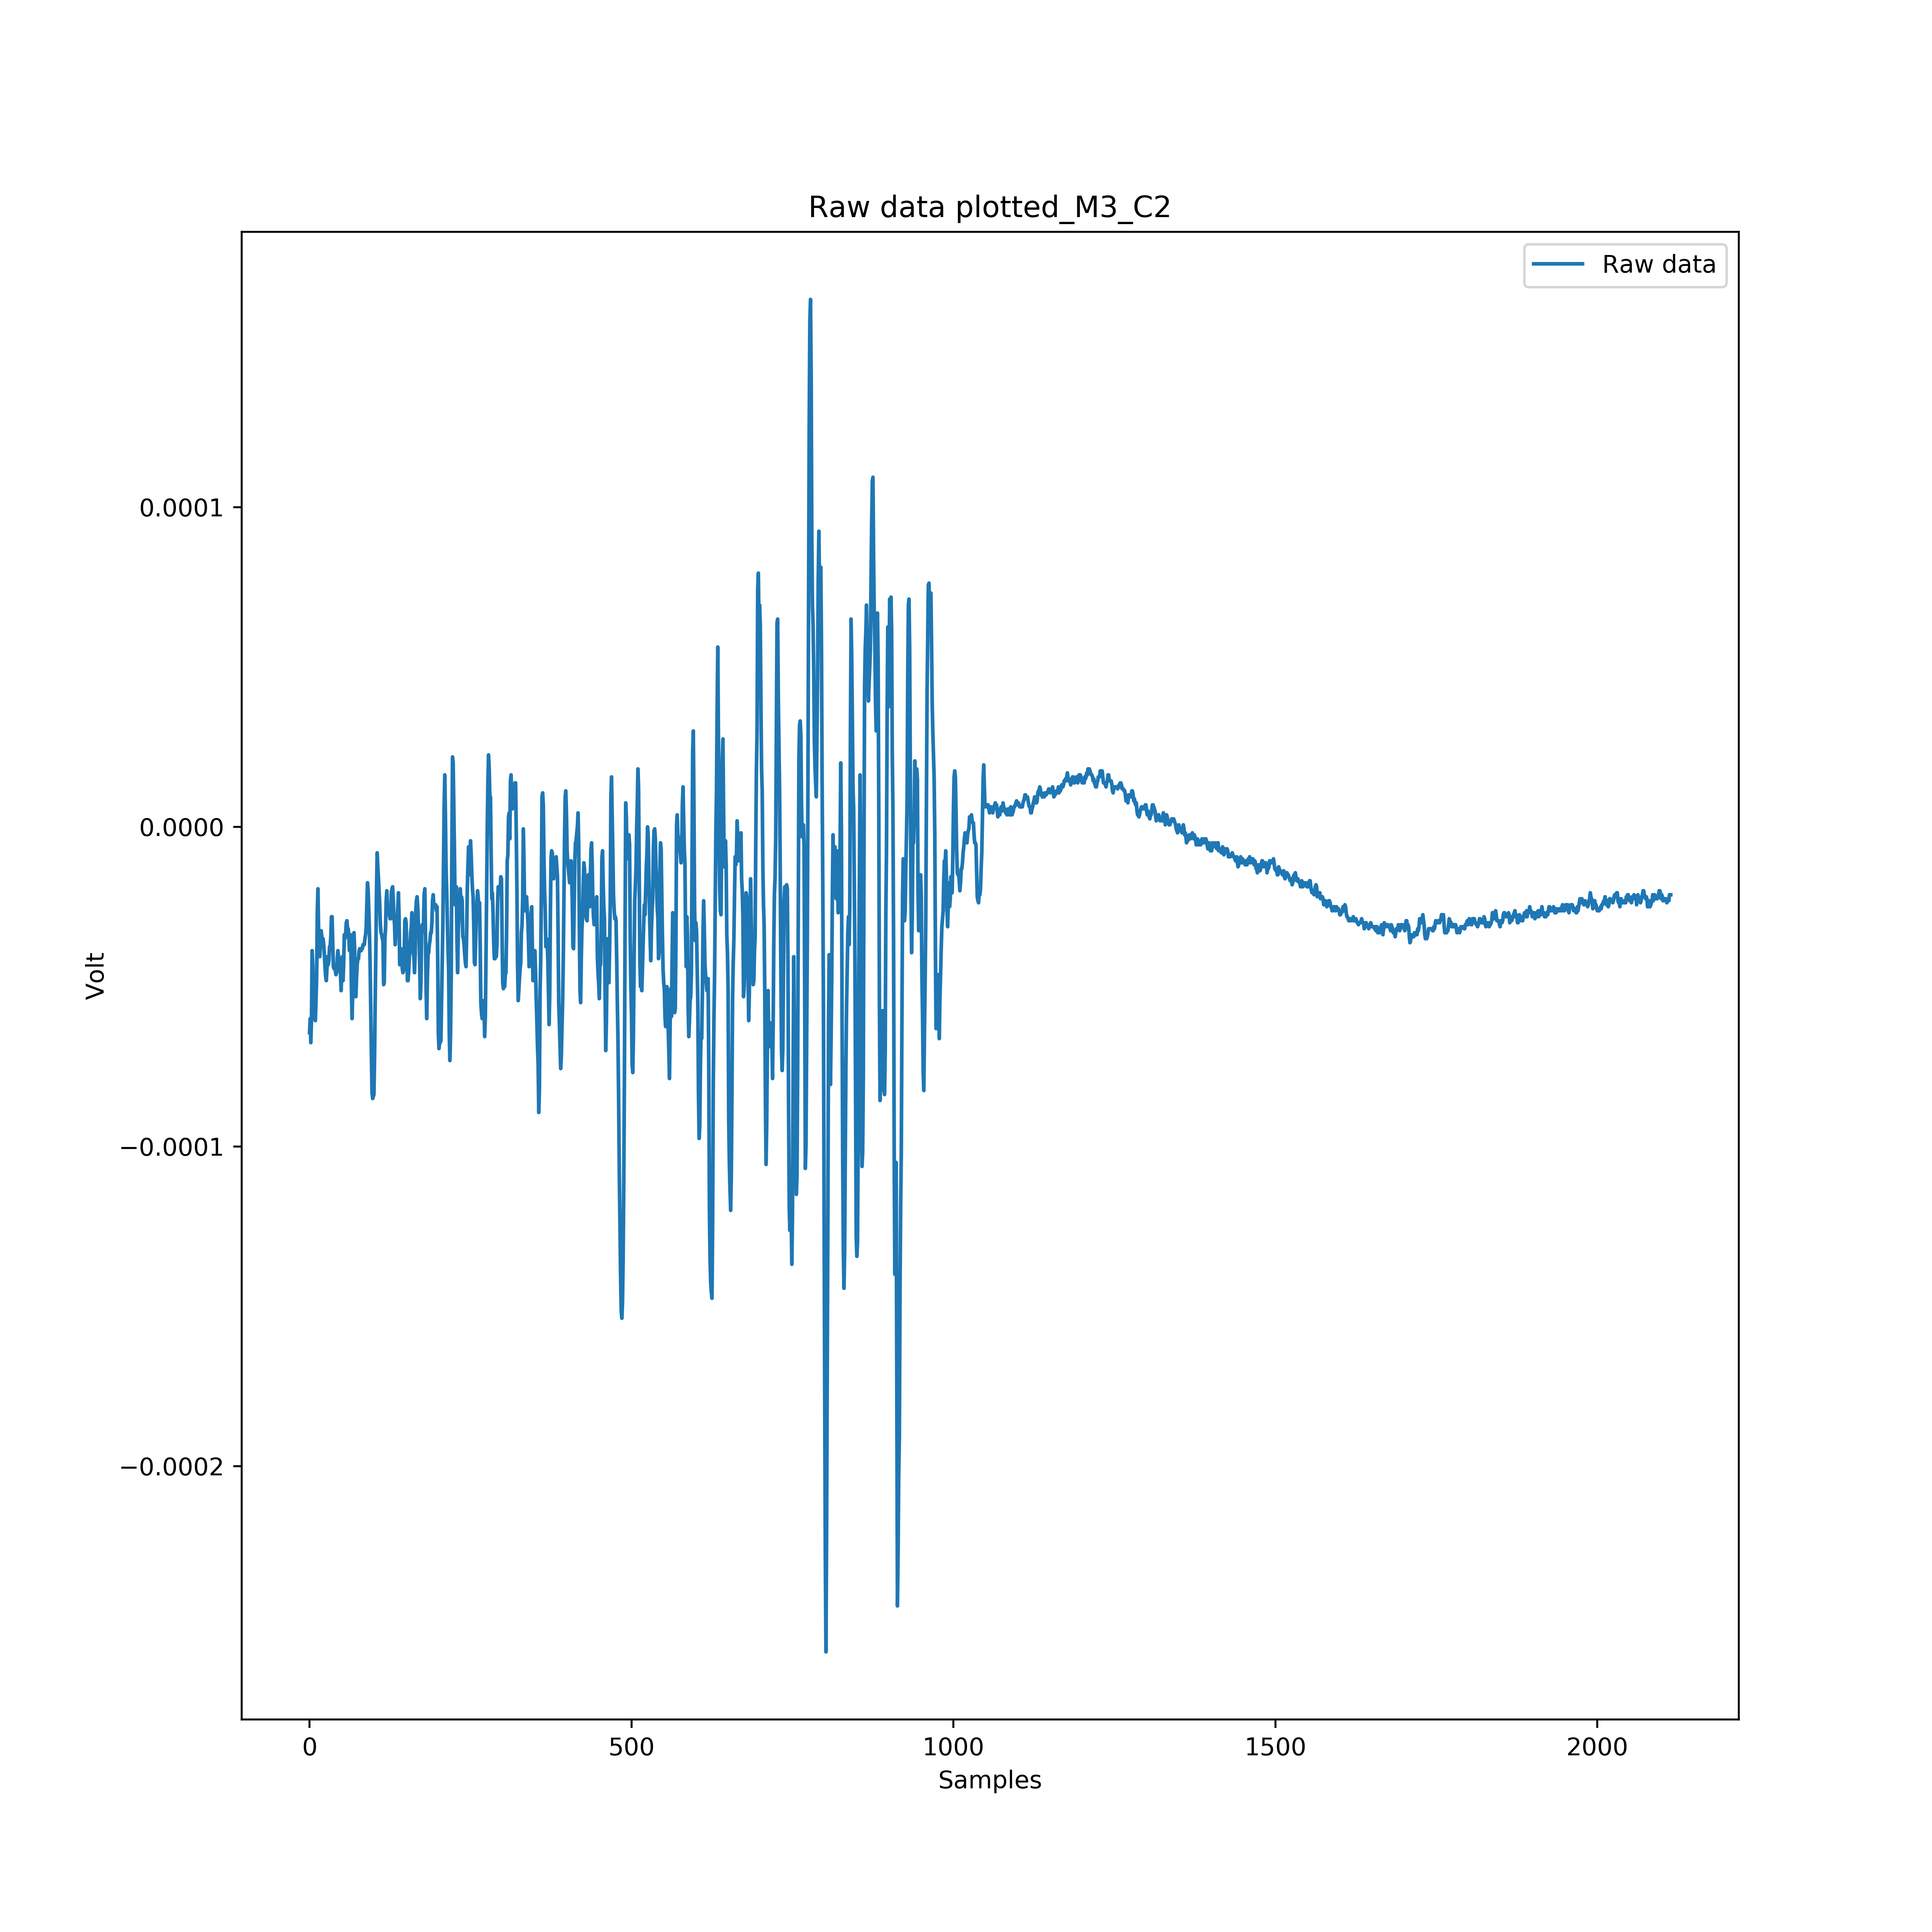 Raw data plotted_M3_C2
Raw data
0.0001
0.0000
−0.0001
−0.0002
Volt
0 500 1000 1500 2000
Samples